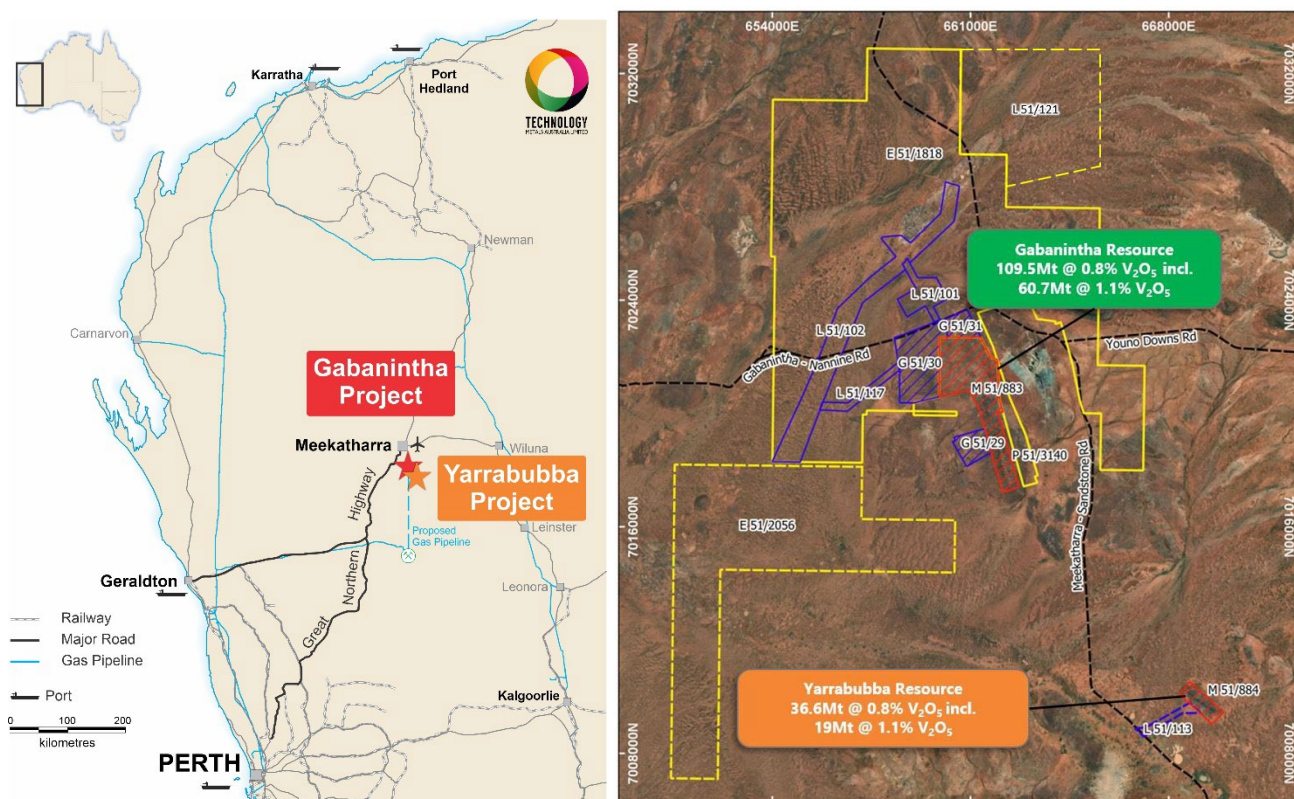 Karratha
Port
Hedland
TECHNOLOGY
METALS AUSTRALIA LIMITED
Newman
Carnarvon
Gabanintha
Project
Meekatharra
Wiluna
Yarrabubba
Project
Highway
Proposed
Gas Pipeline
Leinster
Geraldton
Northern
Leonora
Great
Railway
Major Road
Gas Pipeline
Port
Kalgoorlie
0 100 200
kilometres
PERTH
654000E 661000E 668000E
7032000N 7032000N
L 51/121
E 51/1818
Gabanintha Resource
109.5Mt @ 0.8% V₂O₅ incl.
60.7Mt @ 1.1% V₂O₅
7024000N 7024000N
L 51/101
L 51/102
G 51/31
Youno Downs Rd
Gabanintha - Nannine Rd
G 51/30
M 51/883
L 51/117
G 51/29
P 51/3140
Meekatharra - Sandstone Rd
7016000N 7016000N
E 51/2056
Yarrabubba Resource
36.6Mt @ 0.8% V₂O₅ incl.
19Mt @ 1.1% V₂O₅
M 51/884
L 51/113
7008000N 7008000N